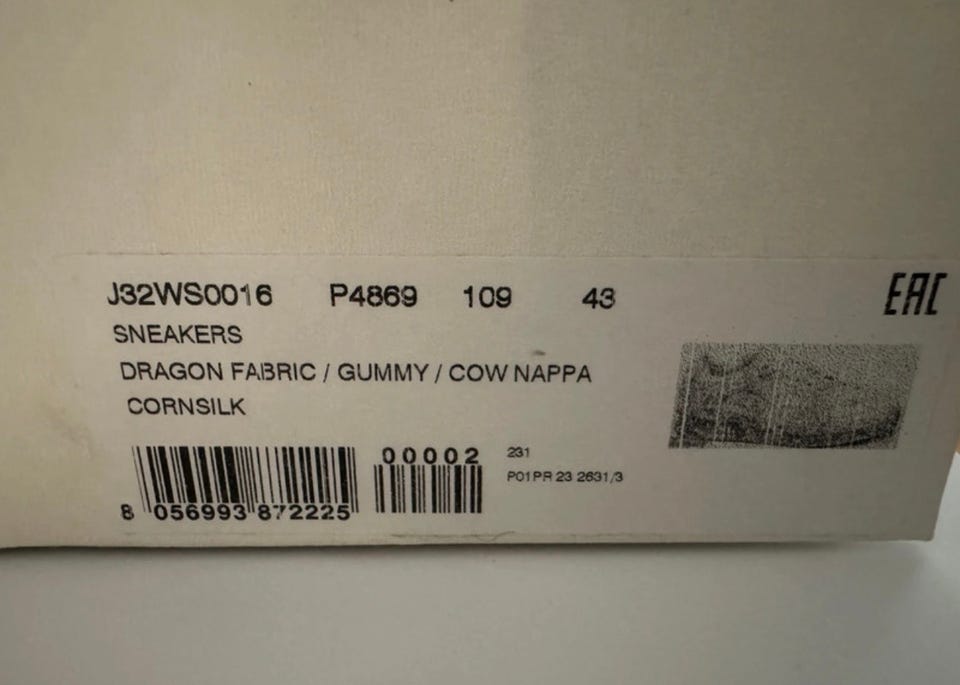 J32WS0016 P4869 109 43
EAC
SNEAKERS
DRAGON FABRIC / GUMMY / COW NAPPA
CORNSILK
00002
8 056993 872225
231
P01PR 23 2631/3